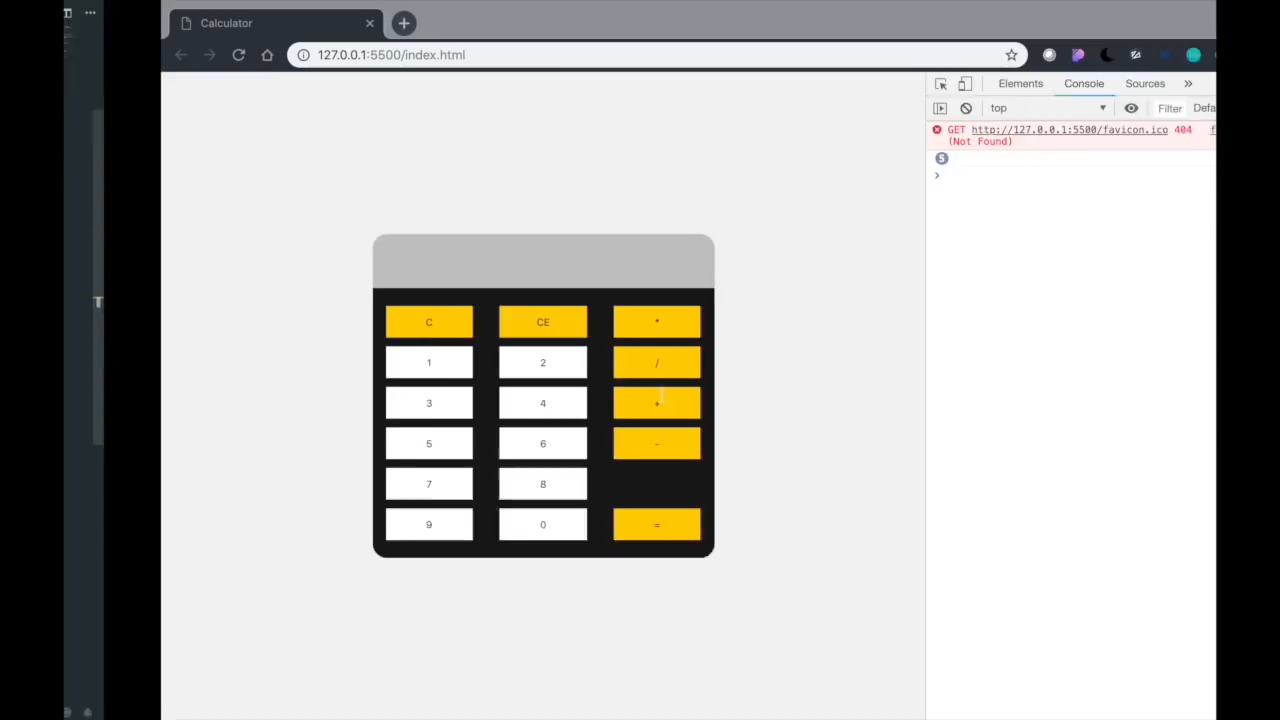 Calculator
127.0.0.1:5500/index.html
Elements Console Sources »
top Filter Defa
GET http://127.0.0.1:5500/favicon.ico 404 f
(Not Found)
5
C CE *
1 2 /
3 4 +
5 6 -
7 8
9 0 =